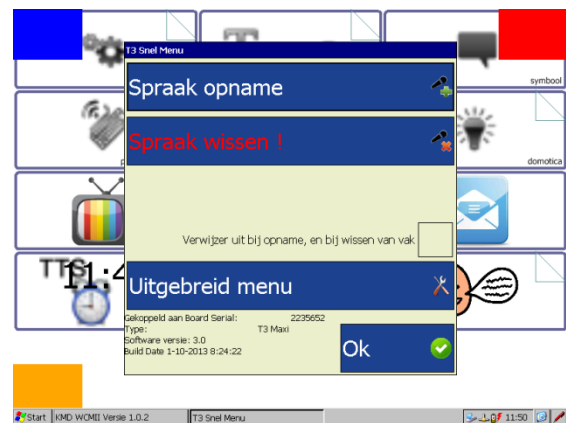 T3 Snel Menu
Spraak opname
symbool
Spraak wissen !
domotica
Verwijzer uit bij opname, en bij wissen van vak
TTS
11:4
Uitgebreid menu
Gekoppeld aan Board Serial: 2235652
Type: T3 Maxi
Software versie: 3.0
Build Date 1-10-2013 8:24:22
Ok
Start KMD WCMII Versie 1.0.2 T3 Snel Menu 11:50